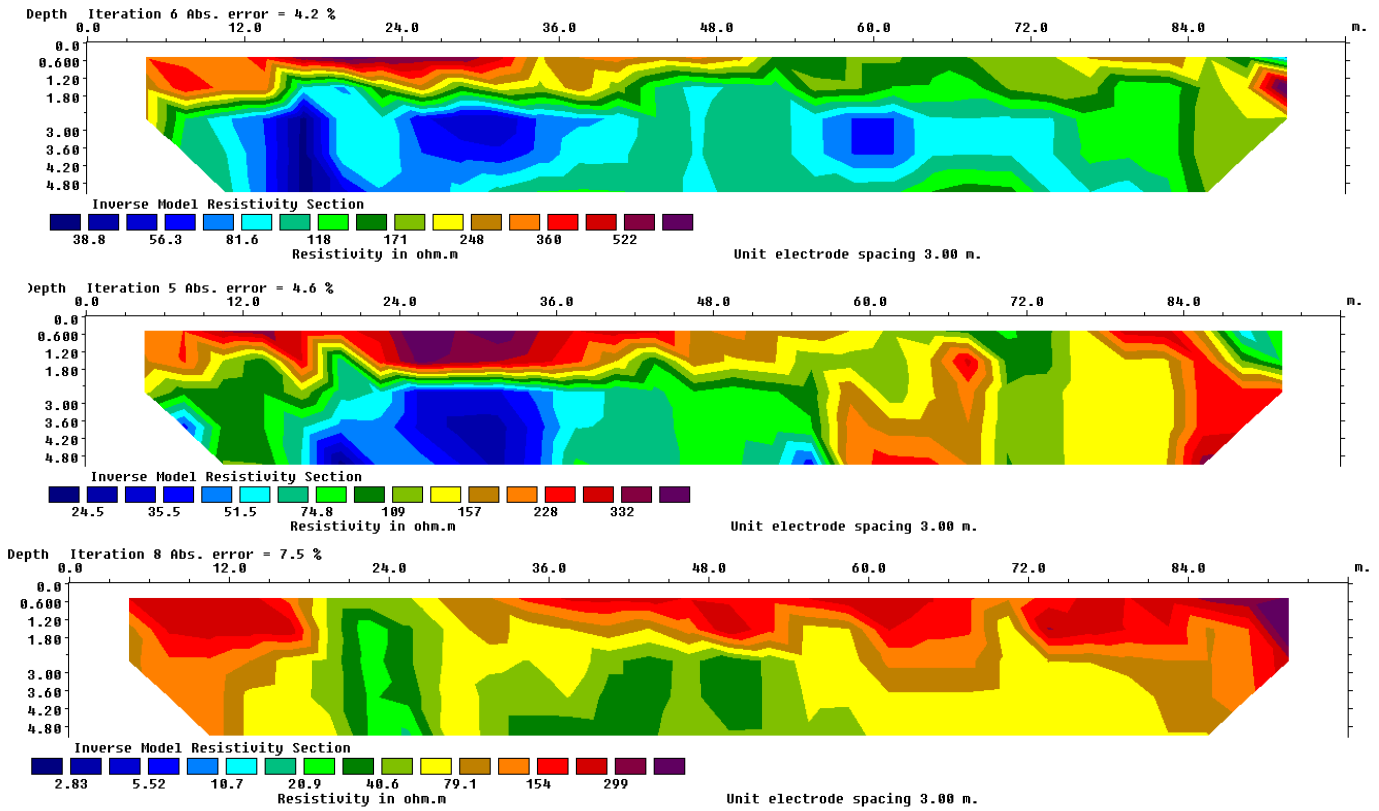 Depth Iteration 6 Abs. error = 4.2 %
0.0 12.0 24.0 36.0 48.0 60.0 72.0 84.0 m.
0.0
0.600
1.20
1.80
3.00
3.60
4.20
4.80
Inverse Model Resistivity Section
38.8 56.3 81.6 118 171 248 360 522
Resistivity in ohm.m Unit electrode spacing 3.00 m.
Depth Iteration 5 Abs. error = 4.6 %
0.0 12.0 24.0 36.0 48.0 60.0 72.0 84.0 m.
0.0
0.600
1.20
1.80
3.00
3.60
4.20
4.80
Inverse Model Resistivity Section
24.5 35.5 51.5 74.8 109 157 228 332
Resistivity in ohm.m Unit electrode spacing 3.00 m.
Depth Iteration 8 Abs. error = 7.5 %
0.0 12.0 24.0 36.0 48.0 60.0 72.0 84.0 m.
0.0
0.600
1.20
1.80
3.00
3.60
4.20
4.80
Inverse Model Resistivity Section
2.83 5.52 10.7 20.9 40.6 79.1 154 299
Resistivity in ohm.m Unit electrode spacing 3.00 m.